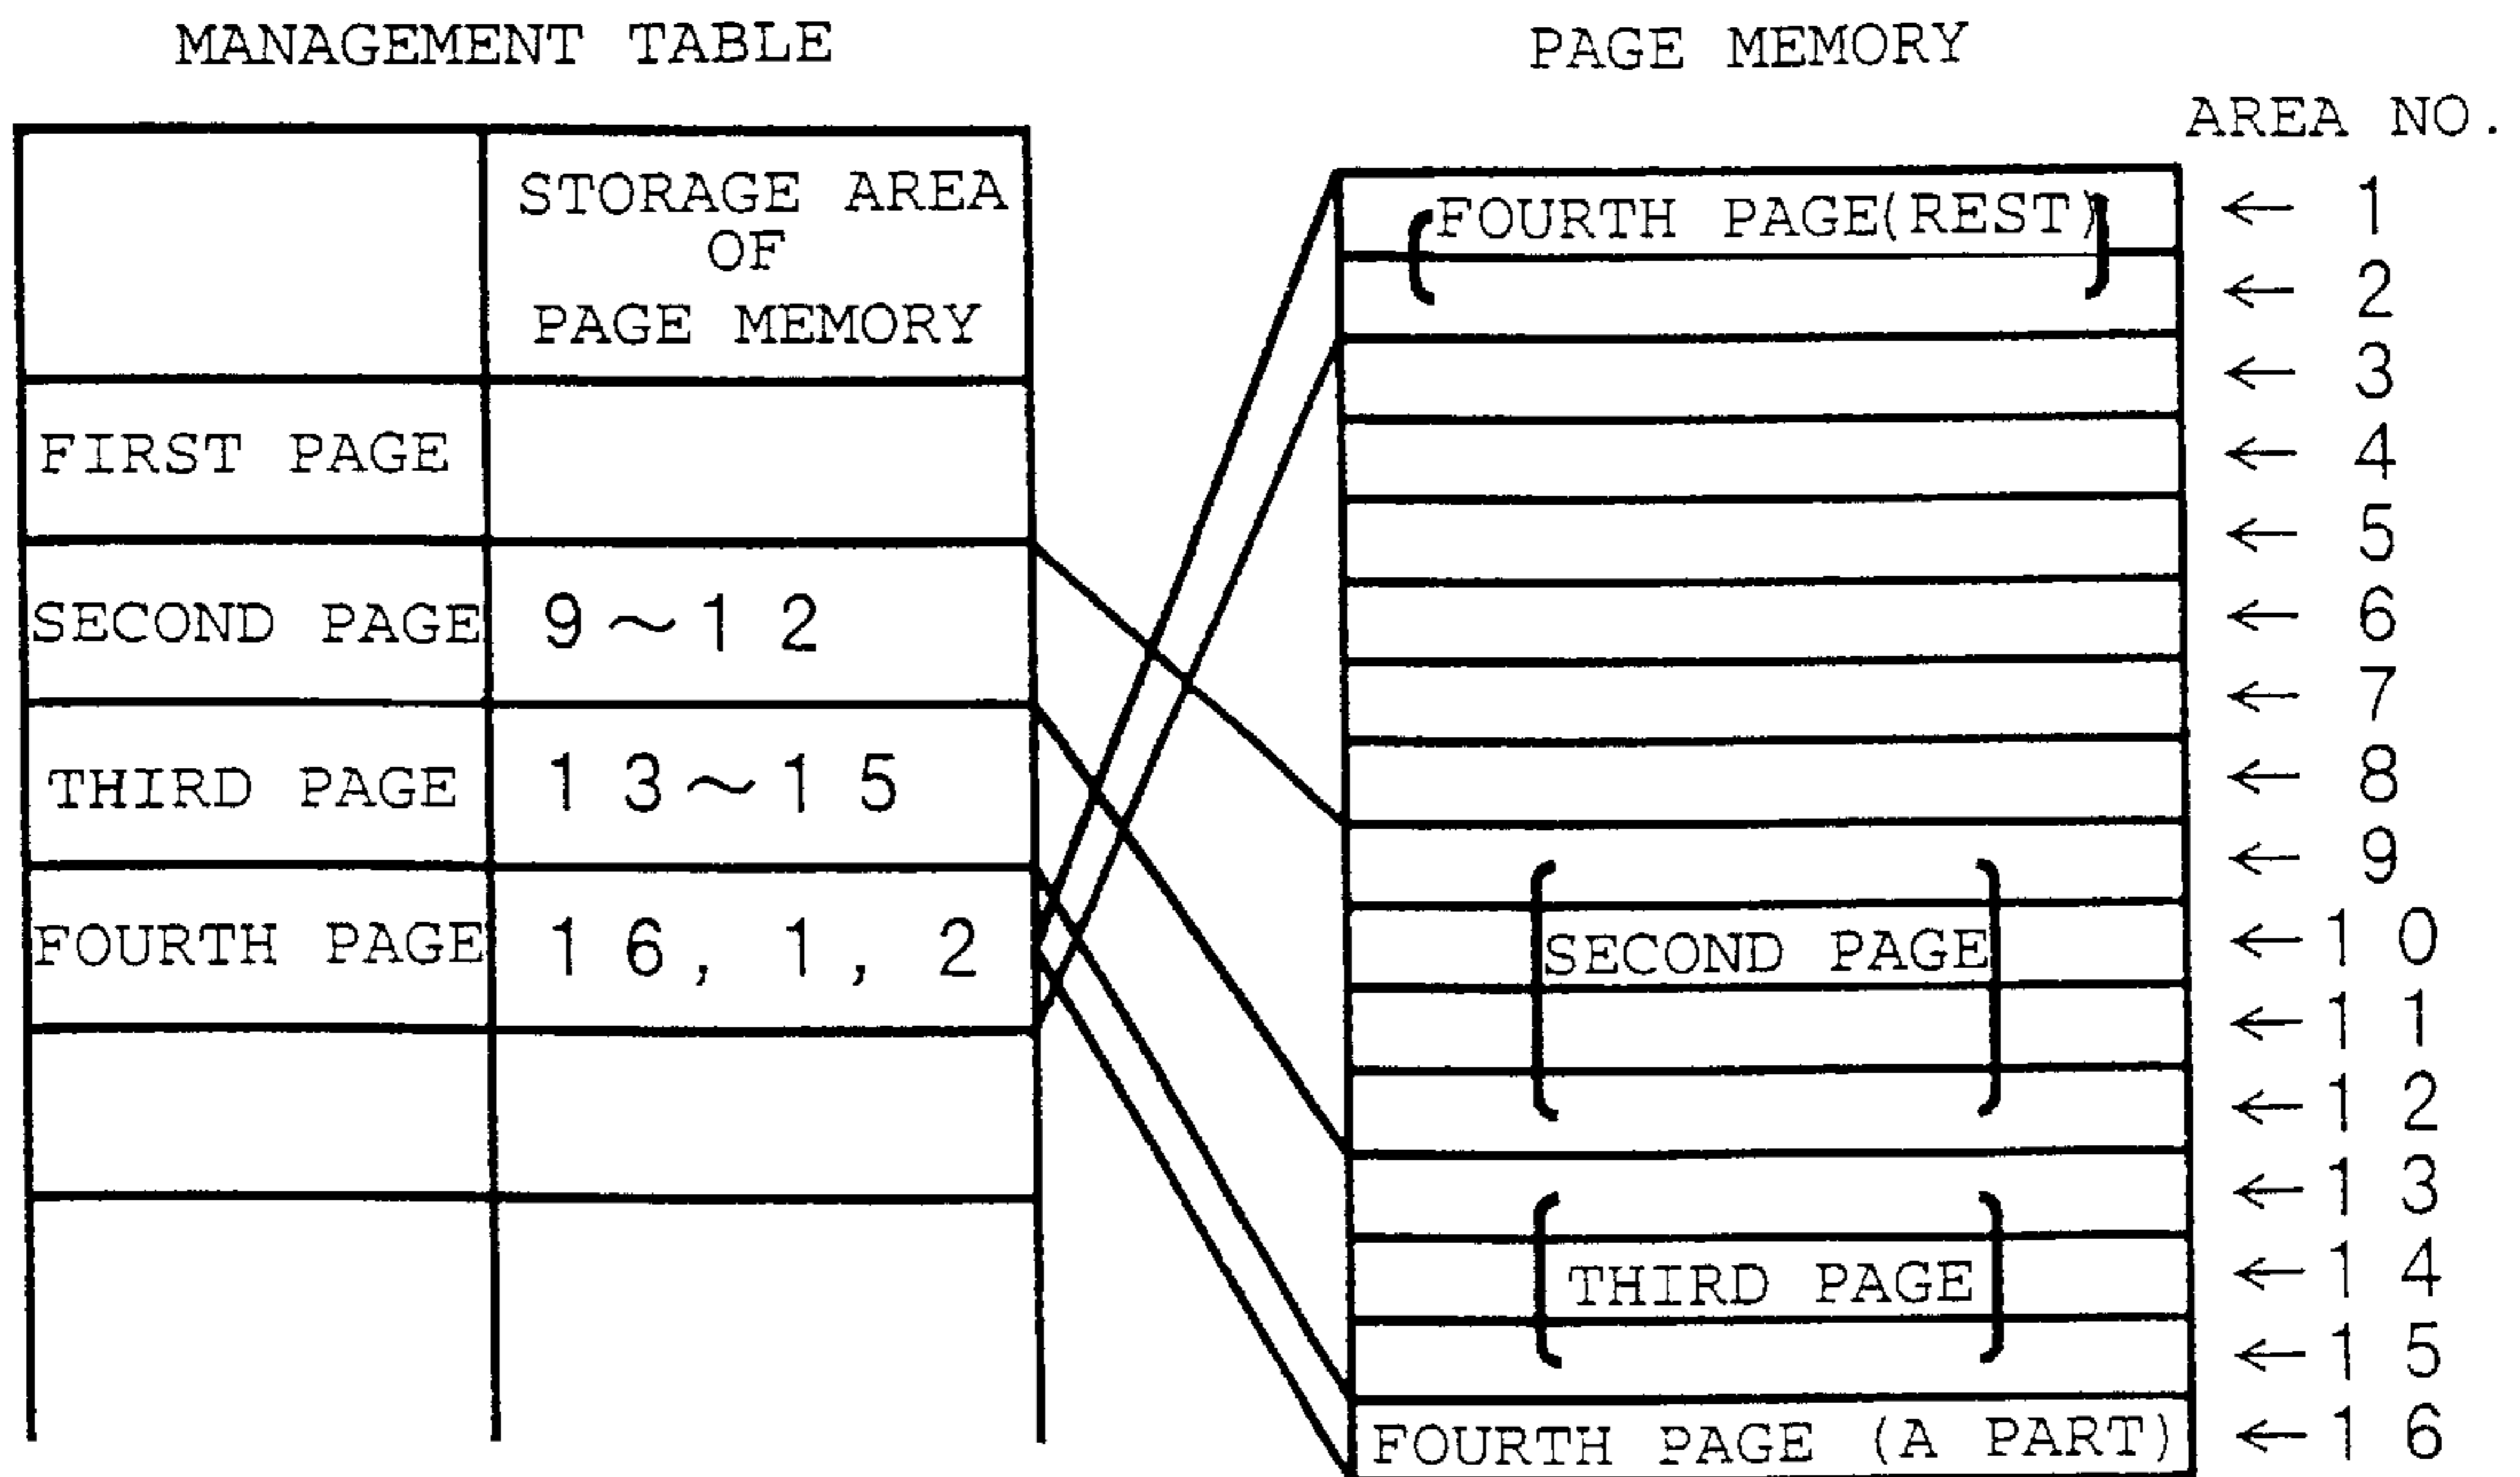 MANAGEMENT TABLE
STORAGE AREA
OF
PAGE MEMORY
FIRST PAGE
SECOND PAGE 9~12
THIRD PAGE 13~15
FOURTH PAGE 16, 1, 2
PAGE MEMORY
AREA NO.
FOURTH PAGE(REST) ← 1
← 2
← 3
← 4
← 5
← 6
← 7
← 8
← 9
SECOND PAGE ← 10
← 11
← 12
← 13
THIRD PAGE ← 14
← 15
FOURTH PAGE (A PART) ← 16